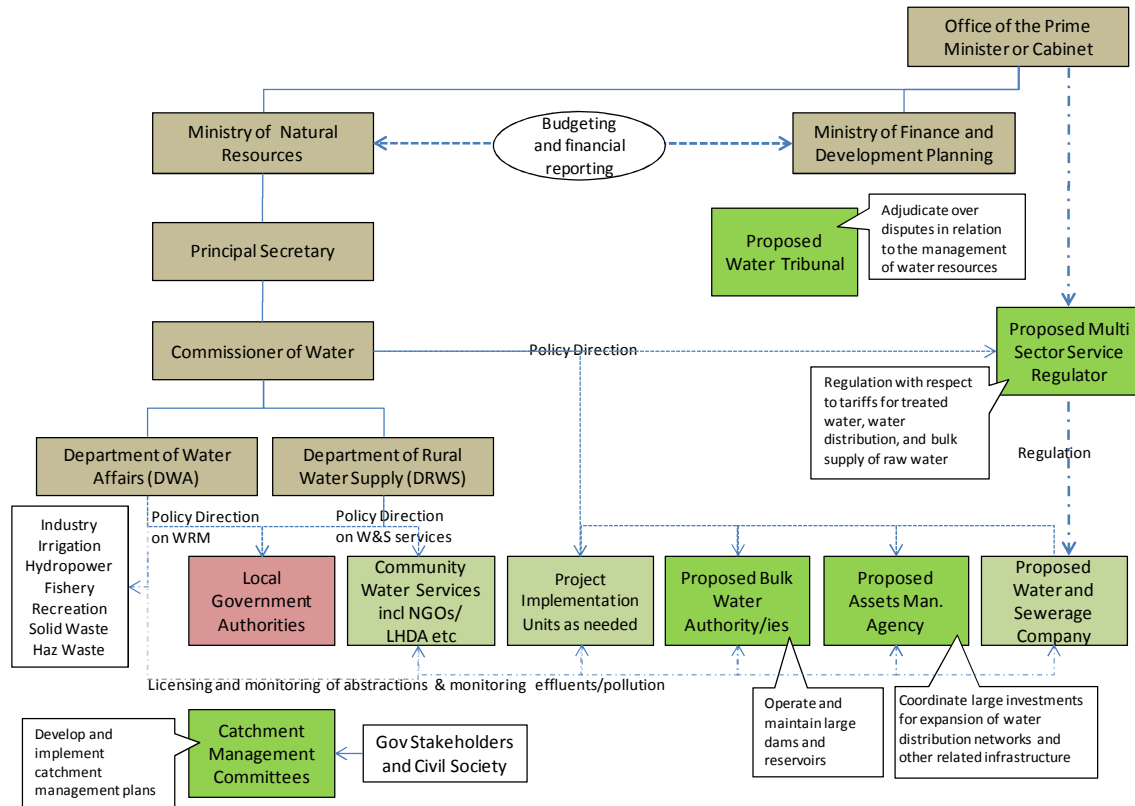 Office of the Prime
Minister or Cabinet
Ministry of Natural
Resources
Budgeting
and financial
reporting
Ministry of Finance and
Development Planning
Principal Secretary
Proposed
Water Tribunal
Adjudicate over
disputes in relation
to the management
of water resources
Commissioner of Water
Policy Direction
Proposed Multi
Sector Service
Regulator
Regulation with respect
to tariffs for treated
water, water
distribution, and bulk
supply of raw water
Regulation
Department of Water
Affairs (DWA)
Department of Rural
Water Supply (DRWS)
Industry
Irrigation
Hydropower
Fishery
Recreation
Solid Waste
Haz Waste
Policy Direction
on WRM
Policy Direction
on W&S services
Local
Government
Authorities
Community
Water Services
incl NGOs/
LHDA etc
Project
Implementation
Units as needed
Proposed Bulk
Water
Authority/ies
Proposed
Assets Man.
Agency
Proposed
Water and
Sewerage
Company
Licensing and monitoring of abstractions & monitoring effluents/pollution
Develop and
implement
catchment
management plans
Catchment
Management
Committees
Gov Stakeholders
and Civil Society
Operate and
maintain large
dams and
reservoirs
Coordinate large investments
for expansion of water
distribution networks and
other related infrastructure